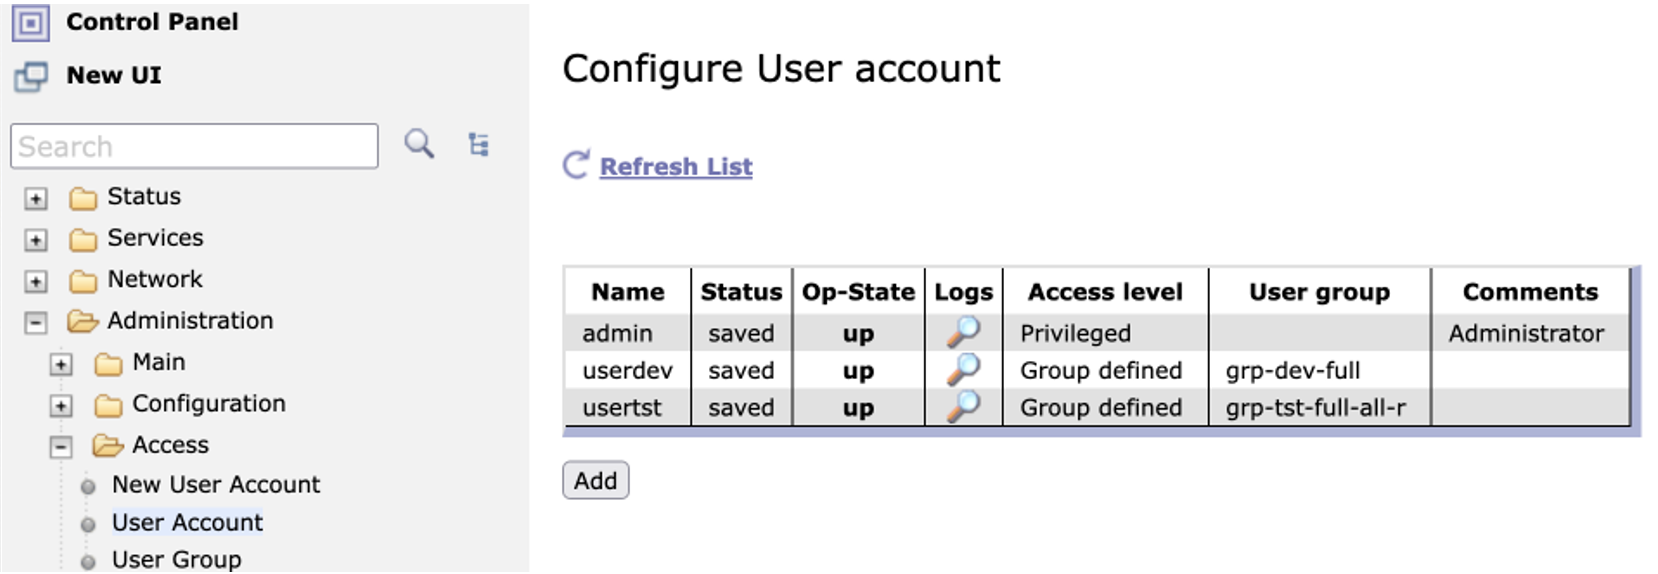 Control Panel
New UI
Search
Status
Services
Network
Administration
Main
Configuration
Access
New User Account
User Account
User Group
Configure User account
Refresh List
Name Status Op-State Logs Access level User group Comments
admin saved up Privileged Administrator
userdev saved up Group defined grp-dev-full
usertst saved up Group defined grp-tst-full-all-r
Add